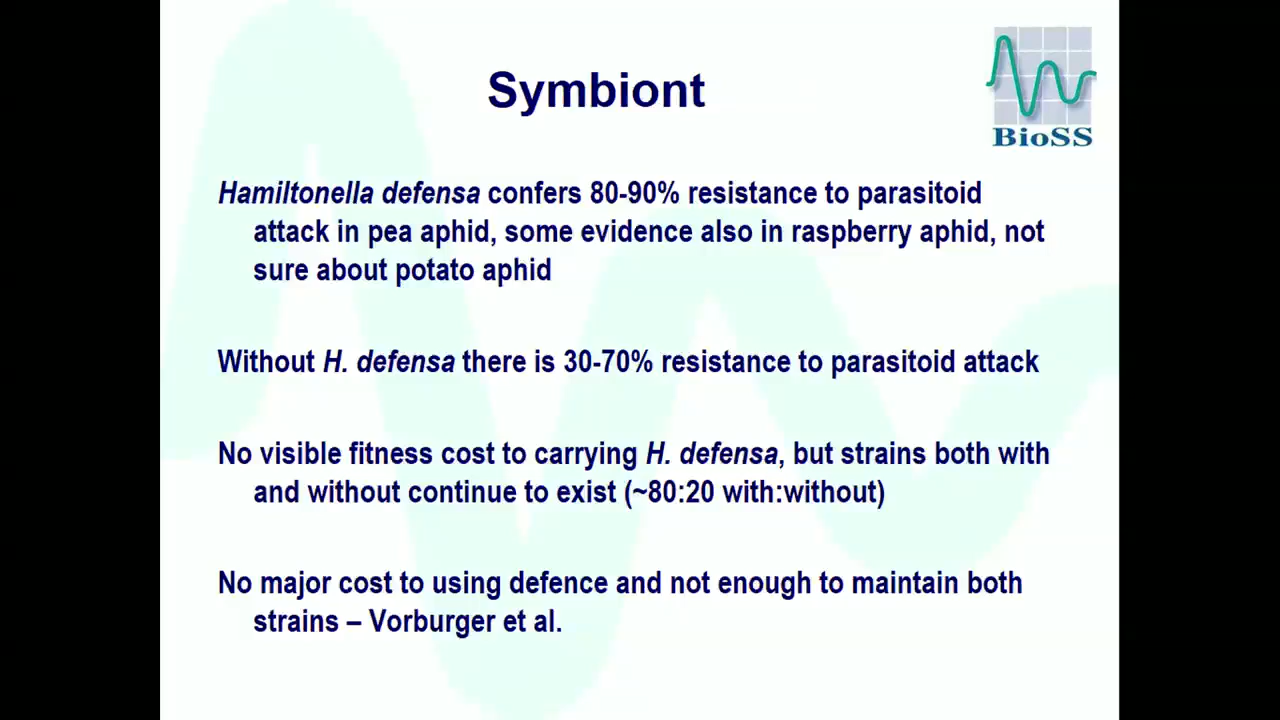 Symbiont
BioSS
Hamiltonella defensa confers 80-90% resistance to parasitoid
attack in pea aphid, some evidence also in raspberry aphid, not
sure about potato aphid
Without H. defensa there is 30-70% resistance to parasitoid attack
No visible fitness cost to carrying H. defensa, but strains both with
and without continue to exist (~80:20 with:without)
No major cost to using defence and not enough to maintain both
strains – Vorburger et al.